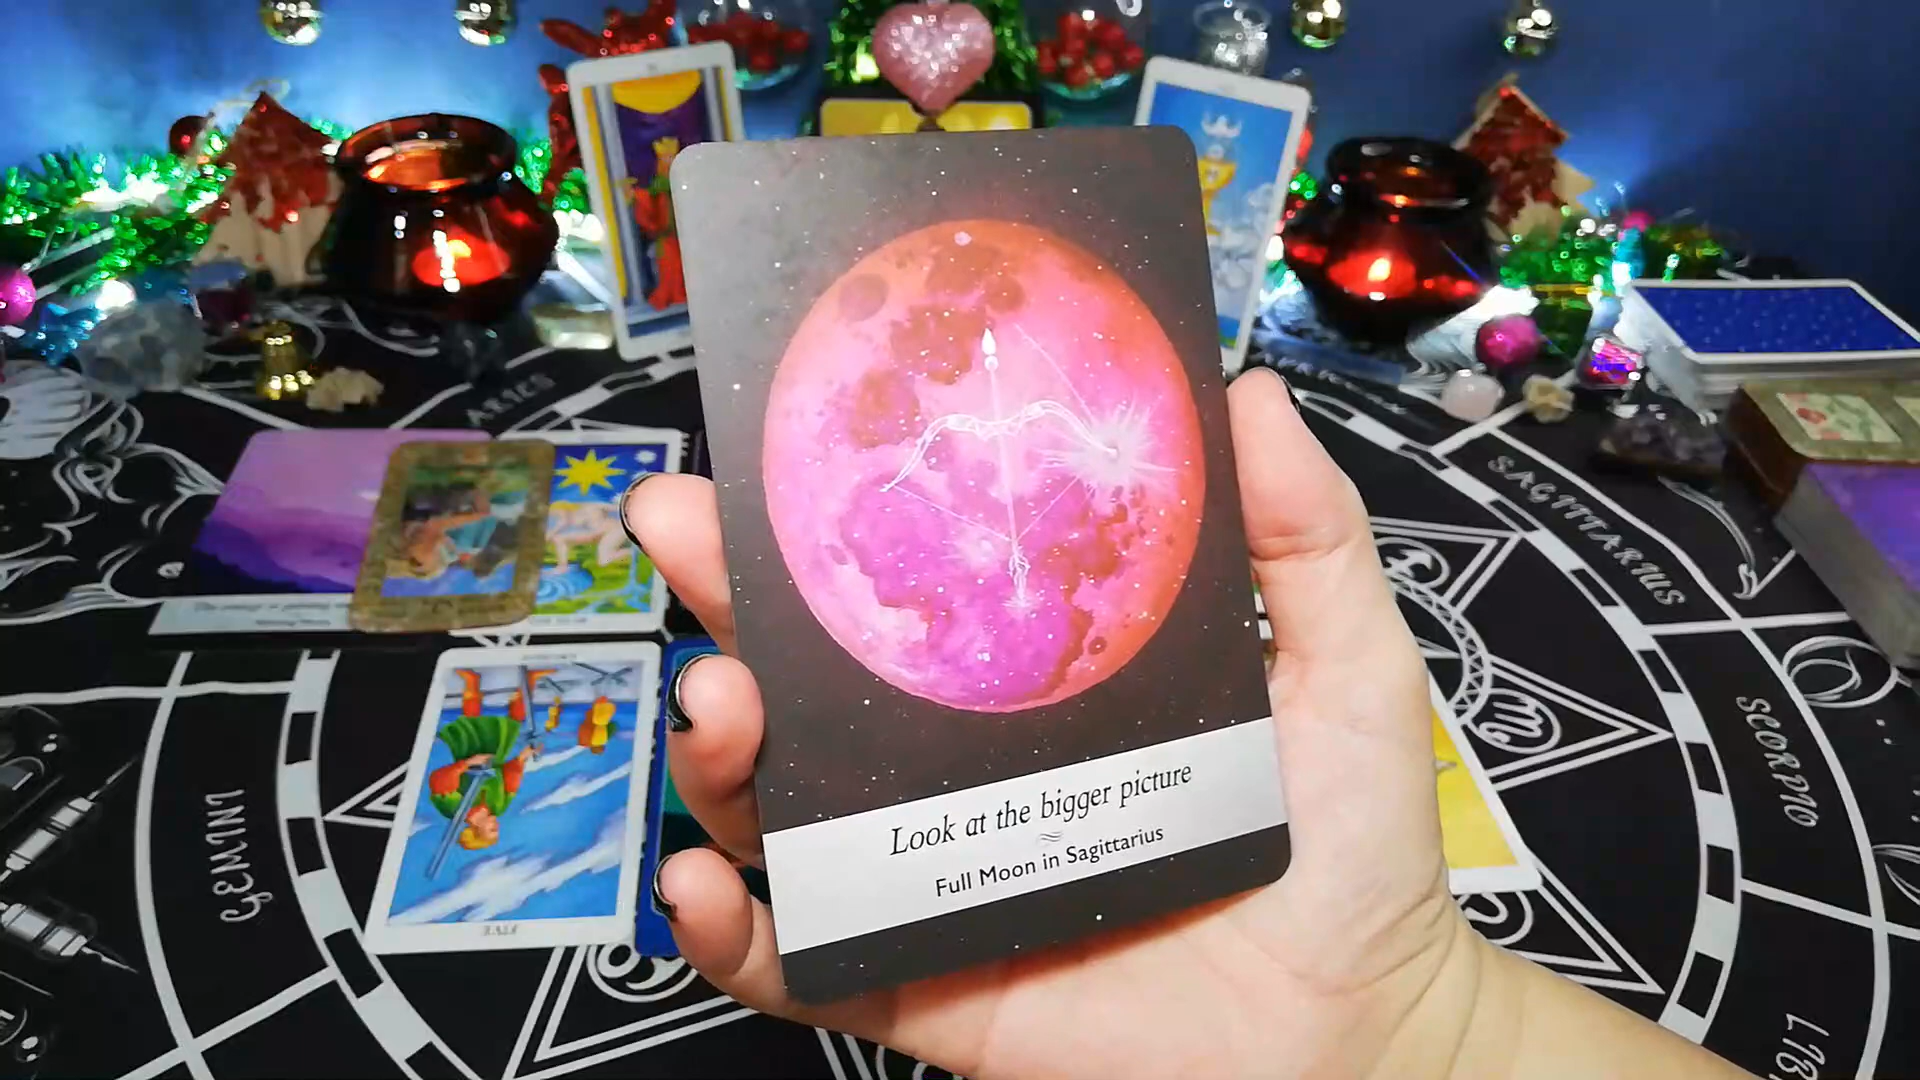 ARIES
SAGITTARIUS
Look at the bigger picture
Full Moon in Sagittarius
SCORPIO
GEMINI